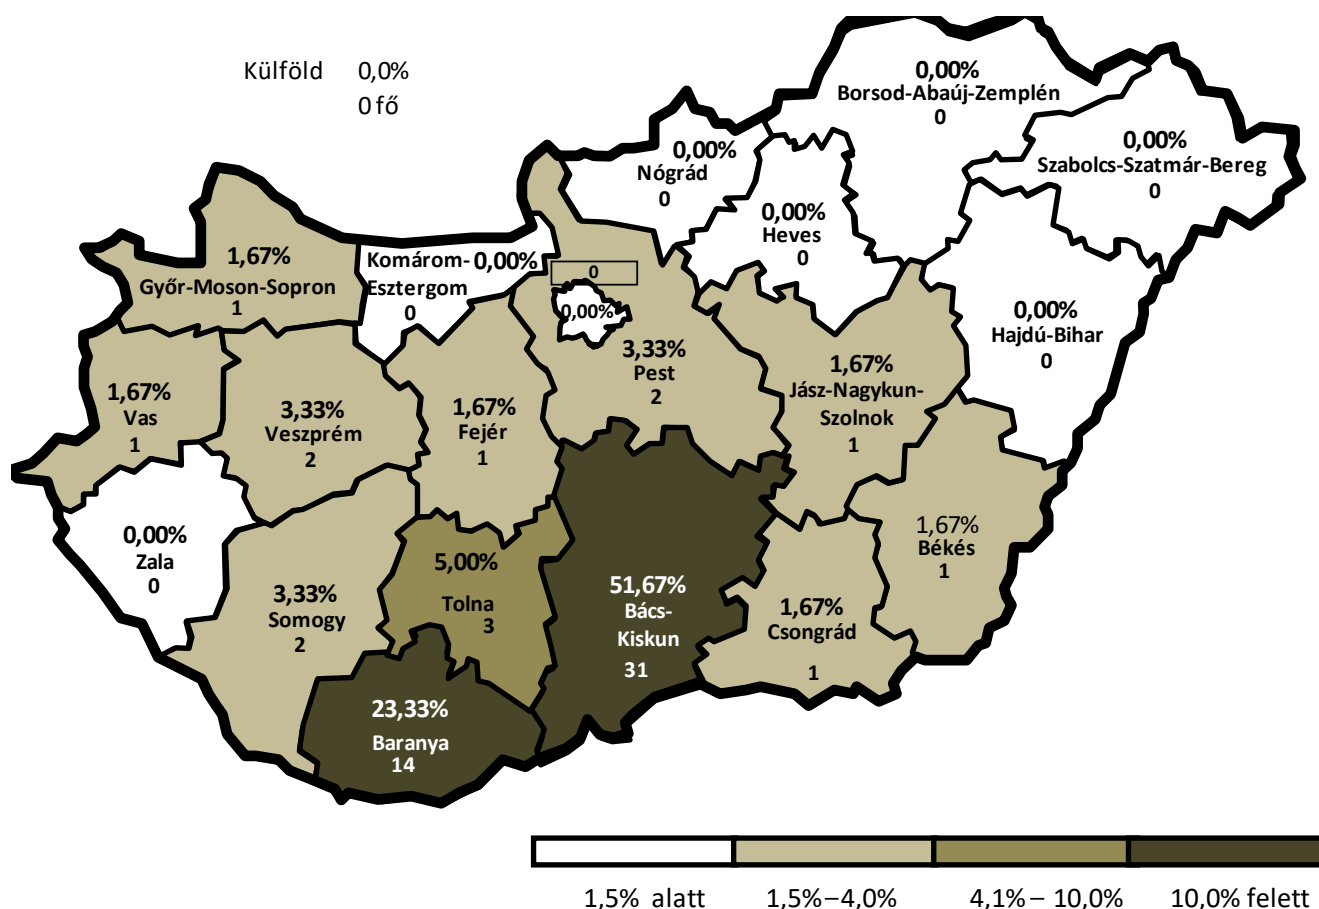 Külföld 0,0%
0 fő
0,00%
Borsod-Abaúj-Zemplén
0
0,00%
Szabolcs-Szatmár-Bereg
0
0,00%
Nógrád
0
0,00%
Heves
0
1,67%
Győr-Moson-Sopron
1
Komárom- 0,00%
Esztergom
0
0
0,00%
3,33%
Pest
2
0,00%
Hajdú-Bihar
0
1,67%
Vas
1
3,33%
Veszprém
2
1,67%
Fejér
1
1,67%
Jász-Nagykun-
Szolnok
1
0,00%
Zala
0
3,33%
Somogy
2
5,00%
Tolna
3
51,67%
Bács-
Kiskun
31
1,67%
Csongrád
1
1,67%
Békés
1
23,33%
Baranya
14
1,5% alatt 1,5%–4,0% 4,1% – 10,0% 10,0% felett